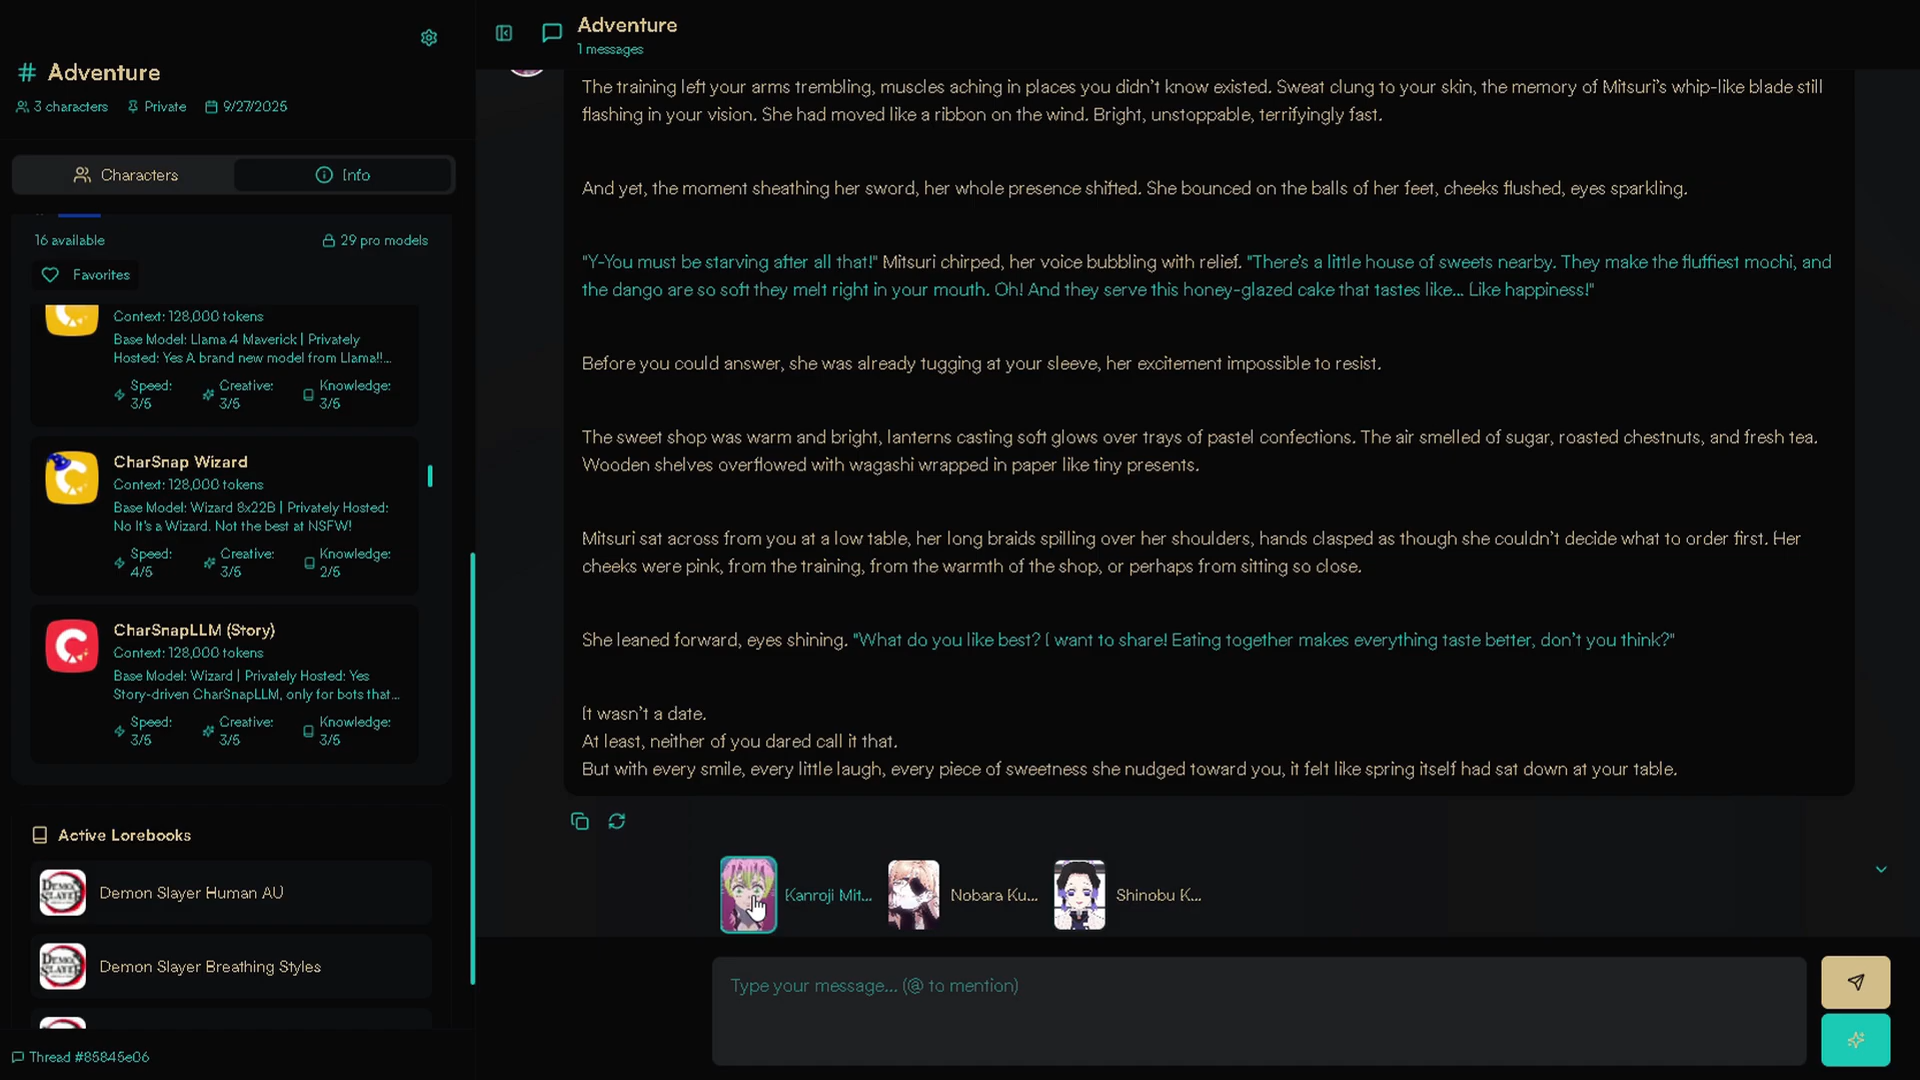 Adventure
3 characters
Private
9/27/2025
Characters
Info
16 available
29 pro models
Favorites
Context: 128,000 tokens
Base Model: Llama 4 Maverick | Privately
Hosted: Yes A brand new model from Llama!!...
Speed:
3/5
Creative:
3/5
Knowledge:
3/5
CharSnap Wizard
Context: 128,000 tokens
Base Model: Wizard 8x22B | Privately Hosted:
No It's a Wizard. Not the best at NSFW!
Speed:
4/5
Creative:
3/5
Knowledge:
2/5
CharSnapLLM (Story)
Context: 128,000 tokens
Base Model: Wizard | Privately Hosted: Yes
Story-driven CharSnapLLM, only for bots that...
Speed:
3/5
Creative:
3/5
Knowledge:
3/5
Active Lorebooks
Demon Slayer Human AU
Demon Slayer Breathing Styles
Thread #85845e06
Adventure
1 messages
The training left your arms trembling, muscles aching in places you didn't know existed. Sweat clung to your skin, the memory of Mitsuri's whip-like blade still
flashing in your vision. She had moved like a ribbon on the wind. Bright, unstoppable, terrifyingly fast.
And yet, the moment sheathing her sword, her whole presence shifted. She bounced on the balls of her feet, cheeks flushed, eyes sparkling.
"Y-You must be starving after all that!" Mitsuri chirped, her voice bubbling with relief. "There's a little house of sweets nearby. They make the fluffiest mochi, and
the dango are so soft they melt right in your mouth. Oh! And they serve this honey-glazed cake that tastes like... Like happiness!"
Before you could answer, she was already tugging at your sleeve, her excitement impossible to resist.
The sweet shop was warm and bright, lanterns casting soft glows over trays of pastel confections. The air smelled of sugar, roasted chestnuts, and fresh tea.
Wooden shelves overflowed with wagashi wrapped in paper like tiny presents.
Mitsuri sat across from you at a low table, her long braids spilling over her shoulders, hands clasped as though she couldn't decide what to order first. Her
cheeks were pink, from the training, from the warmth of the shop, or perhaps from sitting so close.
She leaned forward, eyes shining. "What do you like best? I want to share! Eating together makes everything taste better, don't you think?"
It wasn't a date.
At least, neither of you dared call it that.
But with every smile, every little laugh, every piece of sweetness she nudged toward you, it felt like spring itself had sat down at your table.
Kanroji Mit...
Nobara Ku...
Shinobu K...
Type your message... (@ to mention)